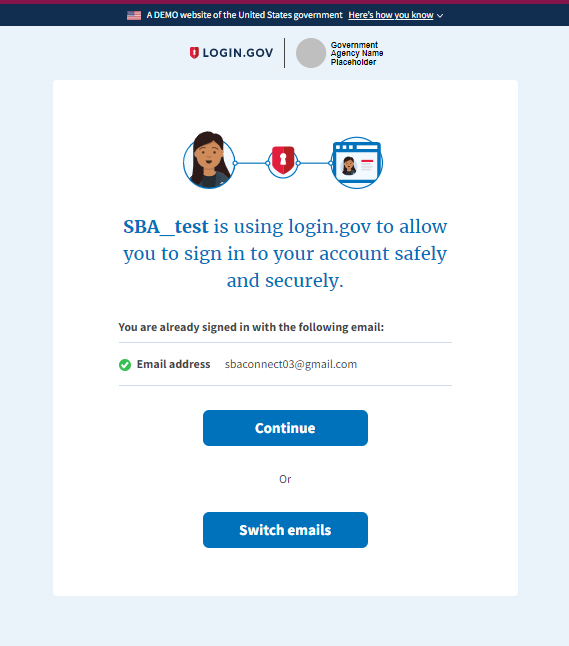 A DEMO website of the United States government Here's how you know
LOGIN.GOV
Government
Agency Name
Placeholder
SBA_test is using login.gov to allow
you to sign in to your account safely
and securely.
You are already signed in with the following email:
Email address sbaconnect03@gmail.com
Continue
Or
Switch emails